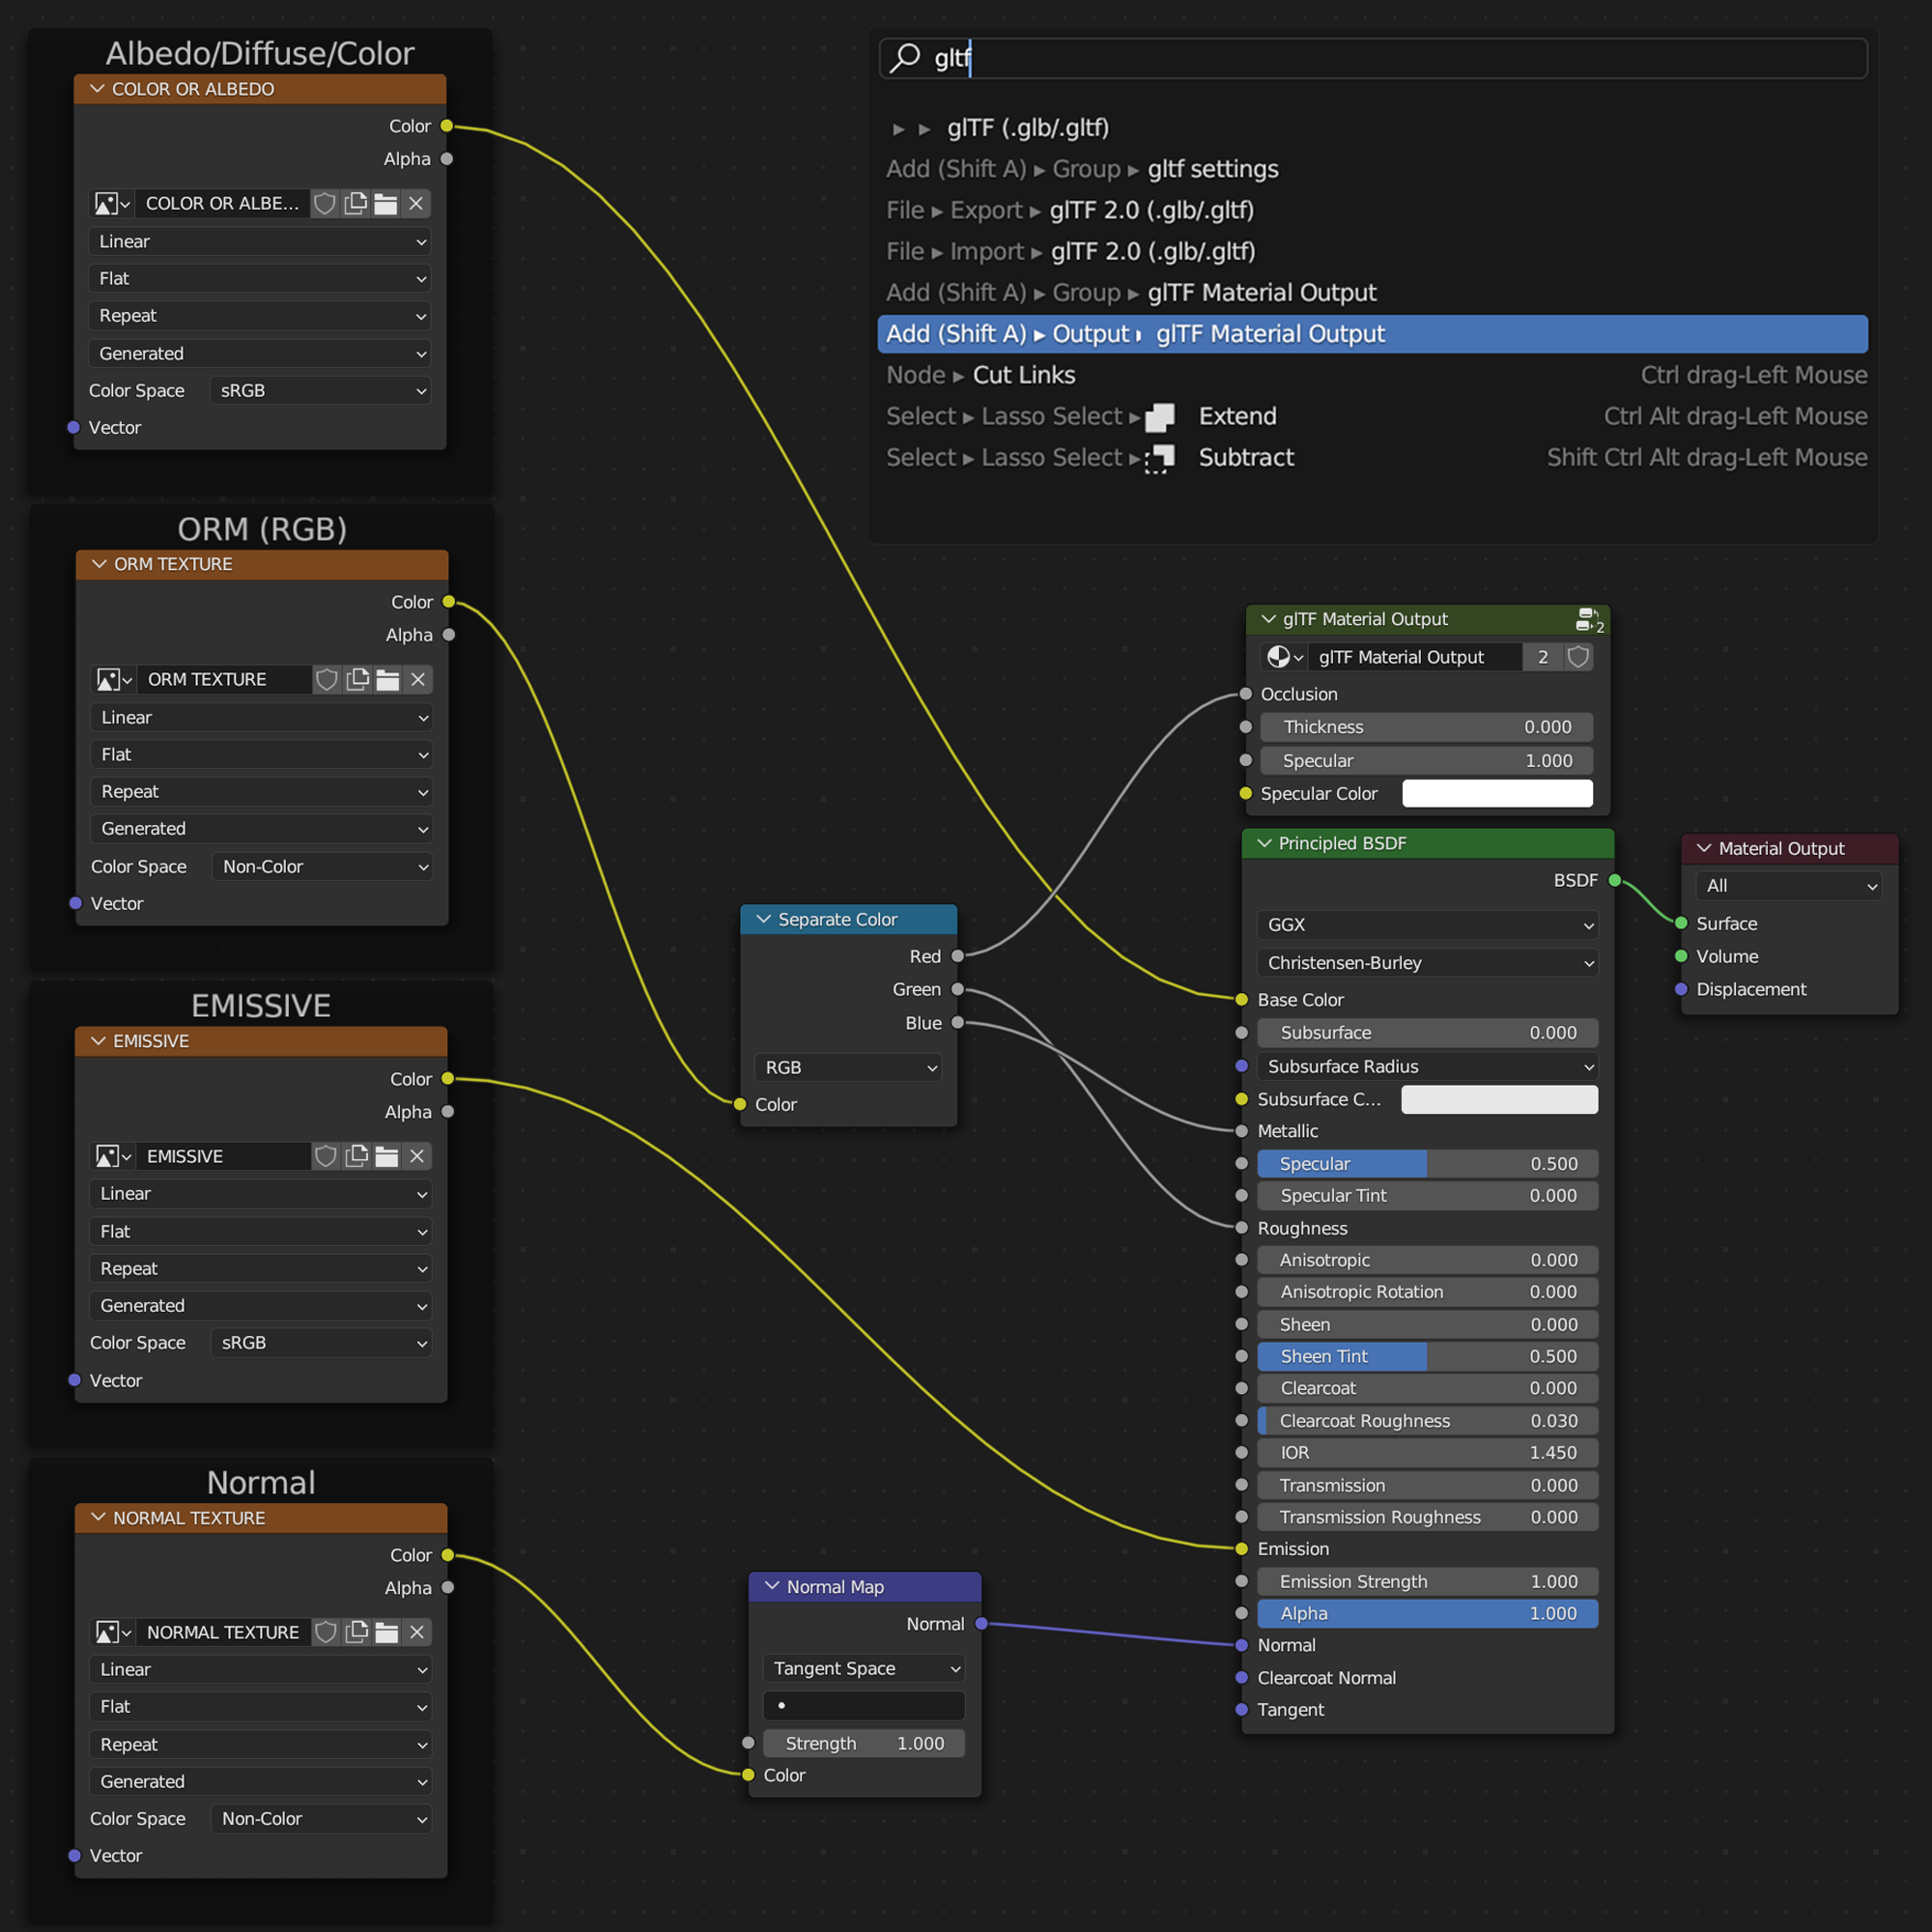 Albedo/Diffuse/Color
COLOR OR ALBEDO
Color
Alpha
COLOR OR ALBE...
Linear
Flat
Repeat
Generated
Color Space sRGB
Vector
ORM (RGB)
ORM TEXTURE
Color
Alpha
ORM TEXTURE
Linear
Flat
Repeat
Generated
Color Space Non-Color
Vector
EMISSIVE
EMISSIVE
Color
Alpha
EMISSIVE
Linear
Flat
Repeat
Generated
Color Space sRGB
Vector
Normal
NORMAL TEXTURE
Color
Alpha
NORMAL TEXTURE
Linear
Flat
Repeat
Generated
Color Space Non-Color
Vector
gltf
▸ ▸ glTF (.glb/.gltf)
Add (Shift A) ▸ Group ▸ gltf settings
File ▸ Export ▸ glTF 2.0 (.glb/.gltf)
File ▸ Import ▸ glTF 2.0 (.glb/.gltf)
Add (Shift A) ▸ Group ▸ glTF Material Output
Add (Shift A) ▸ Output ▸ glTF Material Output
Node ▸ Cut Links Ctrl drag-Left Mouse
Select ▸ Lasso Select ▸ Extend Ctrl Alt drag-Left Mouse
Select ▸ Lasso Select ▸ Subtract Shift Ctrl Alt drag-Left Mouse
Separate Color
Red
Green
Blue
RGB
Color
Normal Map
Normal
Tangent Space
Strength 1.000
Color
glTF Material Output 2
glTF Material Output 2
Occlusion
Thickness 0.000
Specular 1.000
Specular Color
Principled BSDF
BSDF
GGX
Christensen-Burley
Base Color
Subsurface 0.000
Subsurface Radius
Subsurface C...
Metallic
Specular 0.500
Specular Tint 0.000
Roughness
Anisotropic 0.000
Anisotropic Rotation 0.000
Sheen 0.000
Sheen Tint 0.500
Clearcoat 0.000
Clearcoat Roughness 0.030
IOR 1.450
Transmission 0.000
Transmission Roughness 0.000
Emission
Emission Strength 1.000
Alpha 1.000
Normal
Clearcoat Normal
Tangent
Material Output
All
Surface
Volume
Displacement